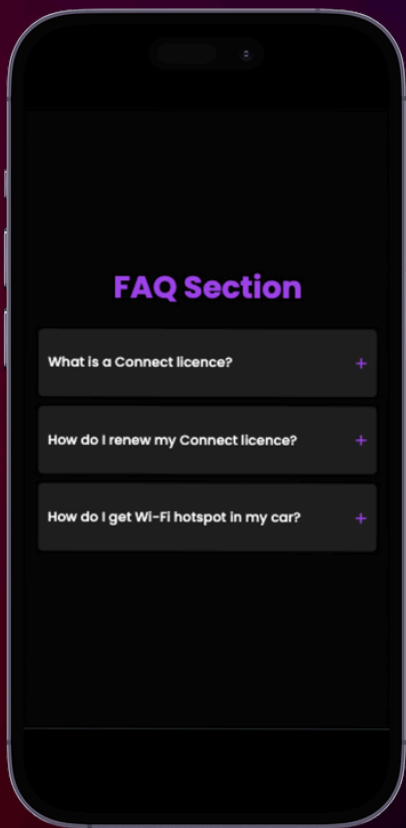 FAQ Section
What is a Connect licence?
+
How do I renew my Connect licence?
+
How do I get Wi-Fi hotspot in my car?
+